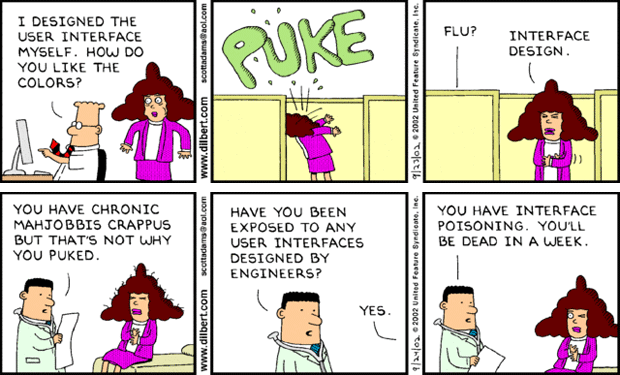 I DESIGNED THE
USER INTERFACE
MYSELF. HOW DO
YOU LIKE THE
COLORS?
www.dilbert.com scottadams@aol.com
PUKE
9/23/02 © 2002 United Feature Syndicate, Inc.
FLU?
INTERFACE
DESIGN.
YOU HAVE CHRONIC
MAHJOBBIS CRAPPUS
BUT THAT'S NOT WHY
YOU PUKED.
www.dilbert.com scottadams@aol.com
HAVE YOU BEEN
EXPOSED TO ANY
USER INTERFACES
DESIGNED BY
ENGINEERS?
YES.
9/24/02 © 2002 United Feature Syndicate, Inc.
YOU HAVE INTERFACE
POISONING. YOU'LL
BE DEAD IN A WEEK.